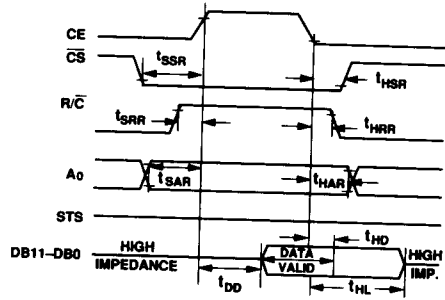 CE
C̅S̅ tSSR tHSR
R/C̅ tSRR tHRR
A0 tSAR tHAR
STS
tHD
DB11–DB0 HIGH IMPEDANCE DATA VALID HIGH IMP.
tDD tHL